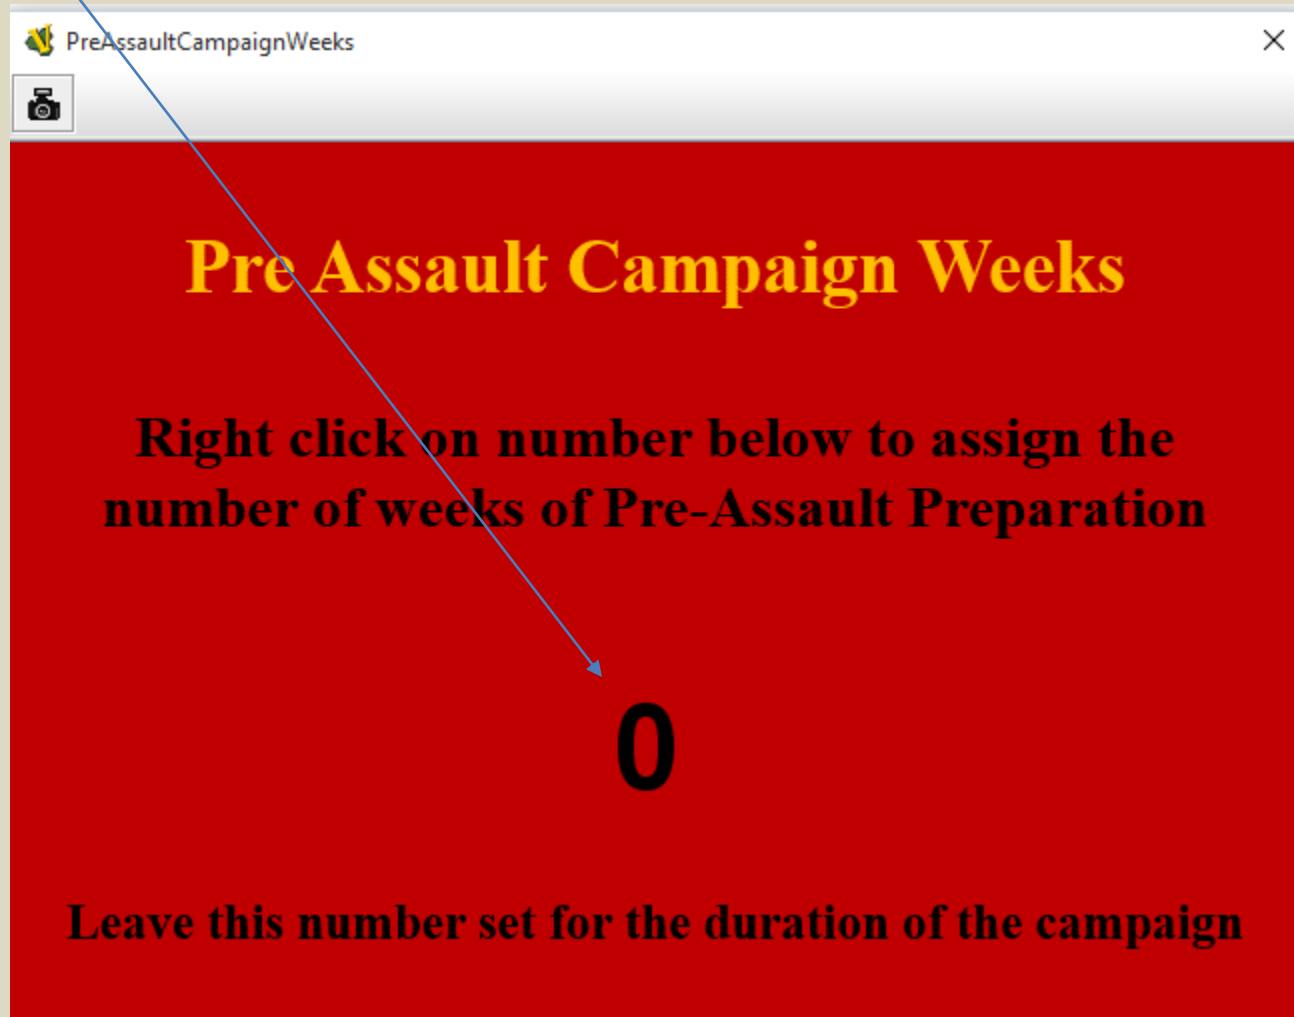 PreAssaultCampaignWeeks
Pre Assault Campaign Weeks
Right click on number below to assign the
number of weeks of Pre-Assault Preparation
0
Leave this number set for the duration of the campaign